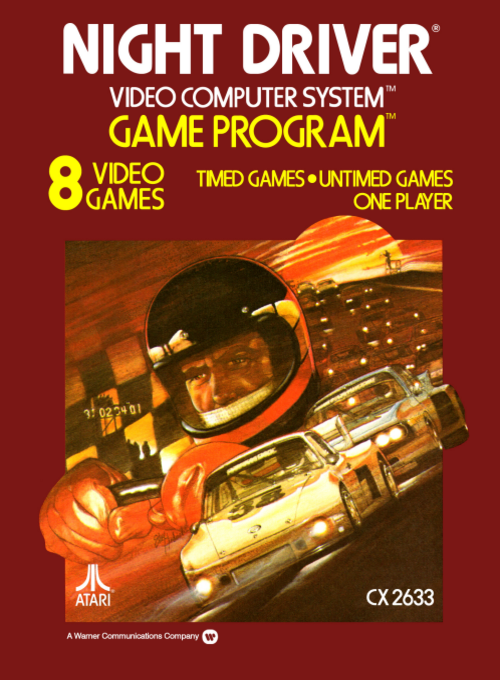 NIGHT DRIVER®
VIDEO COMPUTER SYSTEM™
GAME PROGRAM™
8 VIDEO GAMES
TIMED GAMES • UNTIMED GAMES
ONE PLAYER
ATARI
CX 2633
A Warner Communications Company